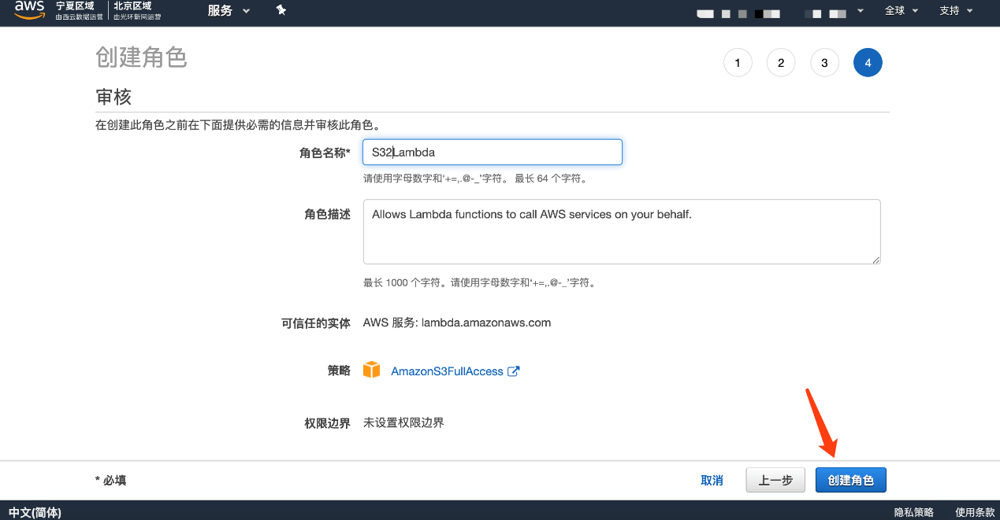 aws 宁夏区域 北京区域 服务 全球 支持
由西云数据运营 由光环新网运营
创建角色 1 2 3 4
审核
在创建此角色之前在下面提供必需的信息并审核此角色。
角色名称* S32Lambda
请使用字母数字和‘+=,.@-_’字符。 最长 64 个字符。
角色描述 Allows Lambda functions to call AWS services on your behalf.
最长 1000 个字符。请使用字母数字和‘+=,.@-_’字符。
可信任的实体 AWS 服务: lambda.amazonaws.com
策略 AmazonS3FullAccess
权限边界 未设置权限边界
* 必填 取消 上一步 创建角色
中文(简体) 隐私策略 使用条款